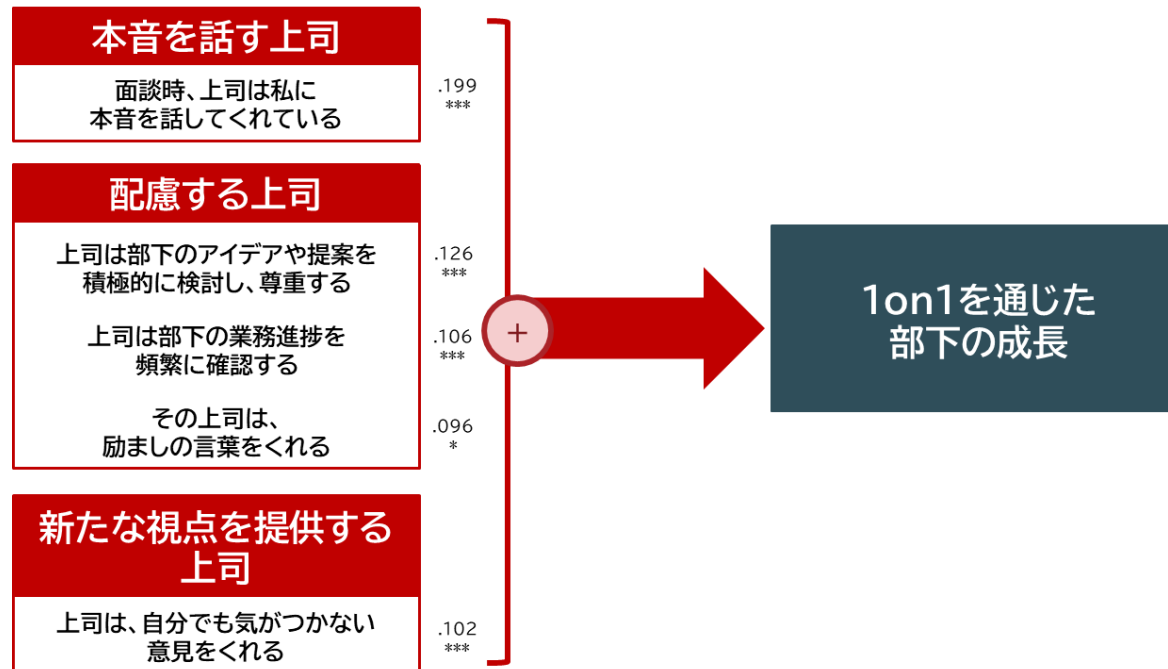 本音を話す上司
面談時、上司は私に
本音を話してくれている
.199
***
配慮する上司
上司は部下のアイデアや提案を
積極的に検討し、尊重する
.126
***
上司は部下の業務進捗を
頻繁に確認する
.106
***
その上司は、
励ましの言葉をくれる
.096
*
新たな視点を提供する
上司
上司は、自分でも気がつかない
意見をくれる
.102
***
+
1on1を通じた
部下の成長